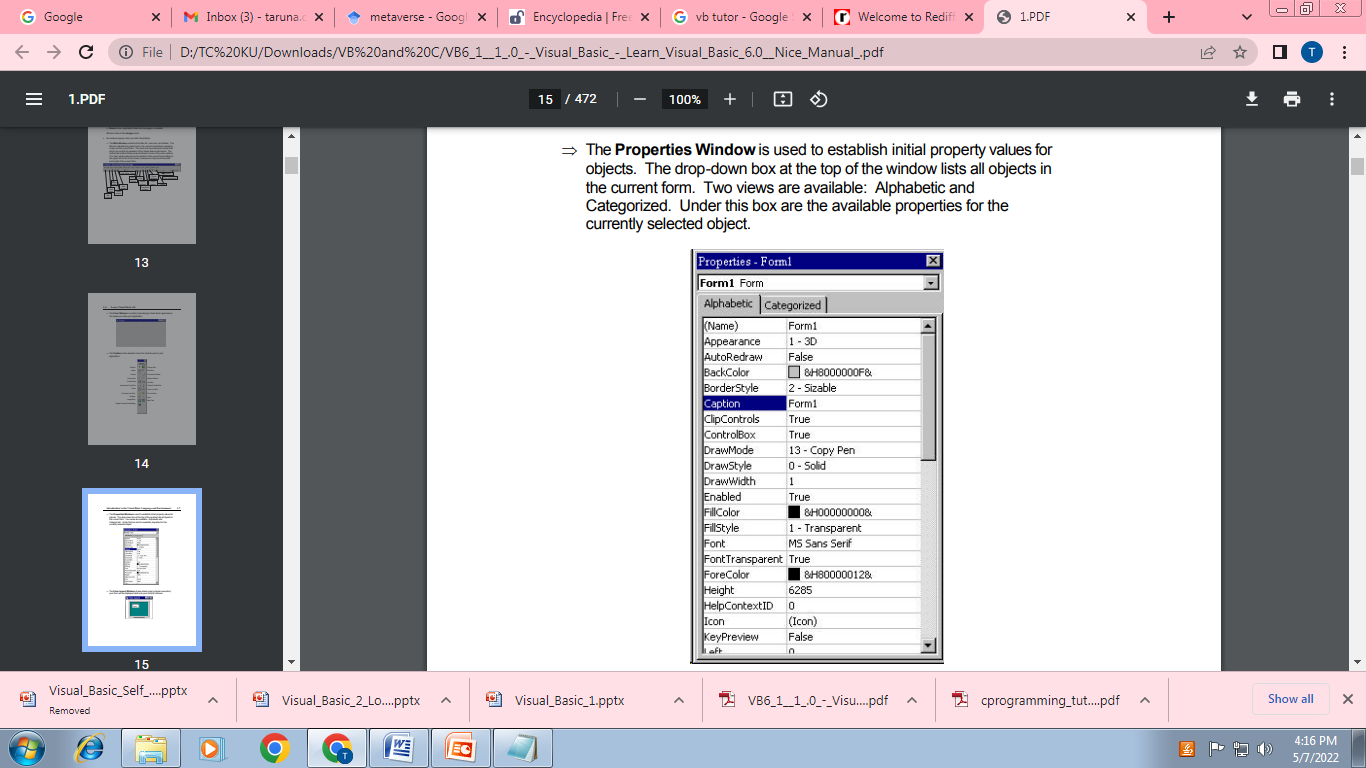 Google
Inbox (3) - taruna.c
metaverse - Goog
Encyclopedia | Fre
vb tutor - Google
Welcome to Rediff
1.PDF
File D:/TC%20KU/Downloads/VB%20and%20C/VB6_1__1_.0_-_Visual_Basic_-_Learn_Visual_Basic_6.0__Nice_Manual_.pdf
T
1.PDF
15 / 472
100%
13
14
15
⇒ The Properties Window is used to establish initial property values for
objects. The drop-down box at the top of the window lists all objects in
the current form. Two views are available: Alphabetic and
Categorized. Under this box are the available properties for the
currently selected object.
Properties - Form1
Form1 Form
Alphabetic Categorized
(Name) Form1
Appearance 1 - 3D
AutoRedraw False
BackColor &H8000000F&
BorderStyle 2 - Sizable
Caption Form1
ClipControls True
ControlBox True
DrawMode 13 - Copy Pen
DrawStyle 0 - Solid
DrawWidth 1
Enabled True
FillColor &H00000000&
FillStyle 1 - Transparent
Font MS Sans Serif
FontTransparent True
ForeColor &H80000012&
Height 6285
HelpContextID 0
Icon (Icon)
KeyPreview False
Left 0
Visual_Basic_Self_....pptx
Removed
Visual_Basic_2_Lo....pptx
Visual_Basic_1.pptx
VB6_1__1_.0_-_Visu....pdf
cprogramming_tut....pdf
Show all
4:16 PM
5/7/2022